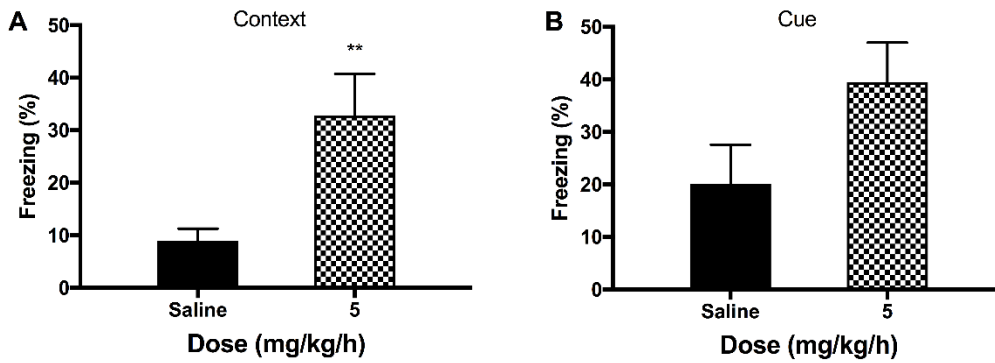 A
Context
50
**
40
Freezing (%)
30
20
10
0
Saline
5
Dose (mg/kg/h)
B
Cue
50
40
Freezing (%)
30
20
10
0
Saline
5
Dose (mg/kg/h)